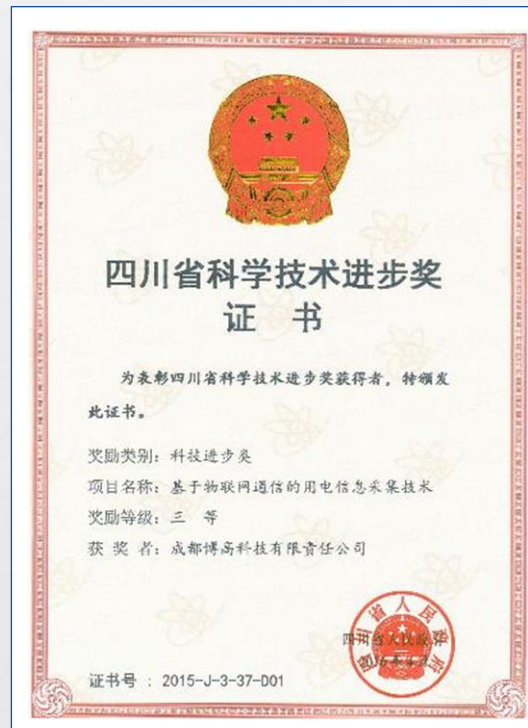 四川省科学技术进步奖
证 书
为表彰四川省科学技术进步奖获得者，特颁发
此证书。
奖励类别：科技进步奖
项目名称：基于物联网通信的用电信息采集技术
奖励等级：三 等
获 奖 者：成都博高科技有限责任公司
四川省人民政府
证书号 ：2015-J-3-37-D01